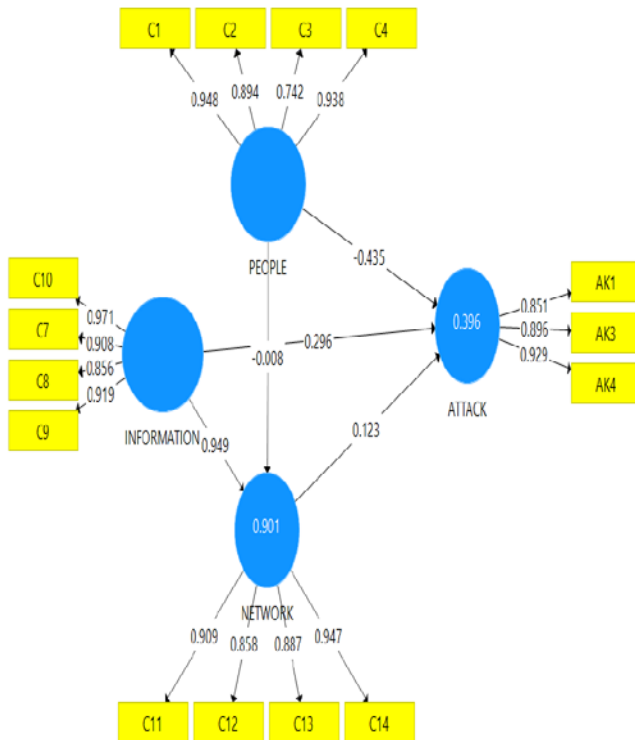 C1 C2 C3 C4
0.948 0.894 0.742 0.938
PEOPLE
-0.435
C10
C7
C8
C9
0.971
0.908
0.856
0.919
INFORMATION
0.296
-0.008
0.949
0.396
ATTACK
0.851
0.896
0.929
AK1
AK3
AK4
0.123
0.901
NETWORK
0.909 0.858 0.887 0.947
C11 C12 C13 C14